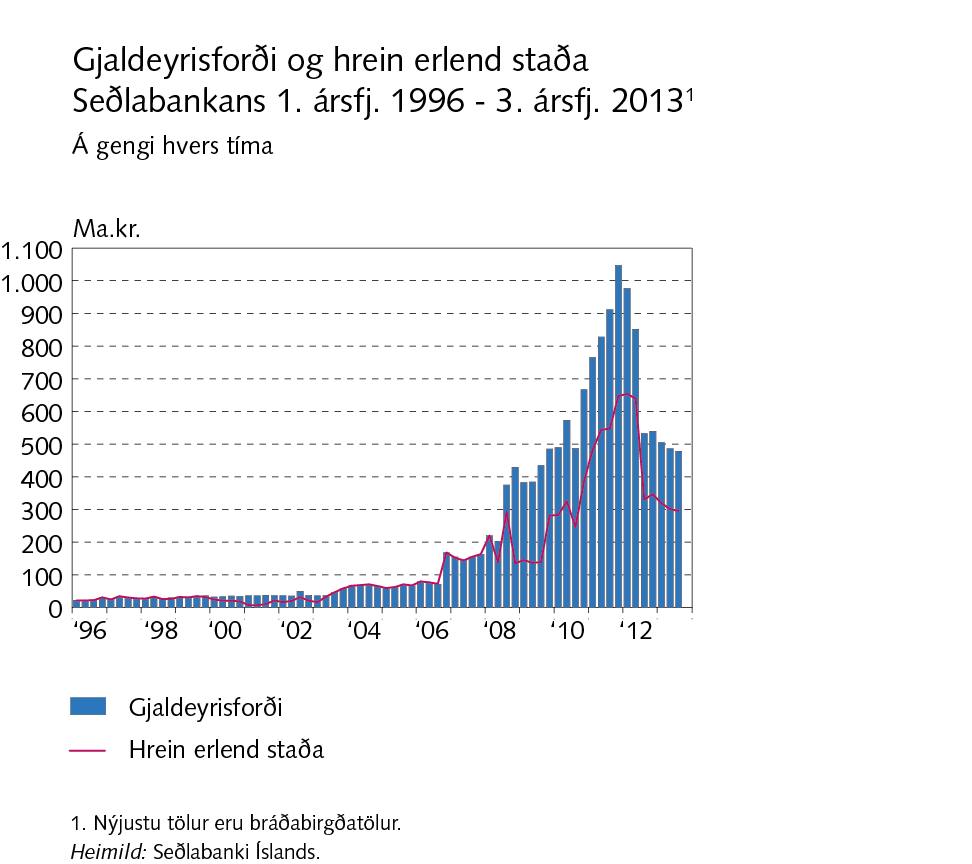 Gjaldeyrisforði og hrein erlend staða
Seðlabankans 1. ársfj. 1996 - 3. ársfj. 2013¹
Á gengi hvers tíma
Ma.kr.
1.100
1.000
900
800
700
600
500
400
300
200
100
0
‘96 ‘98 ‘00 ‘02 ‘04 ‘06 ‘08 ‘10 ‘12
Gjaldeyrisforði
Hrein erlend staða
1. Nýjustu tölur eru bráðabirgðatölur.
Heimild: Seðlabanki Íslands.